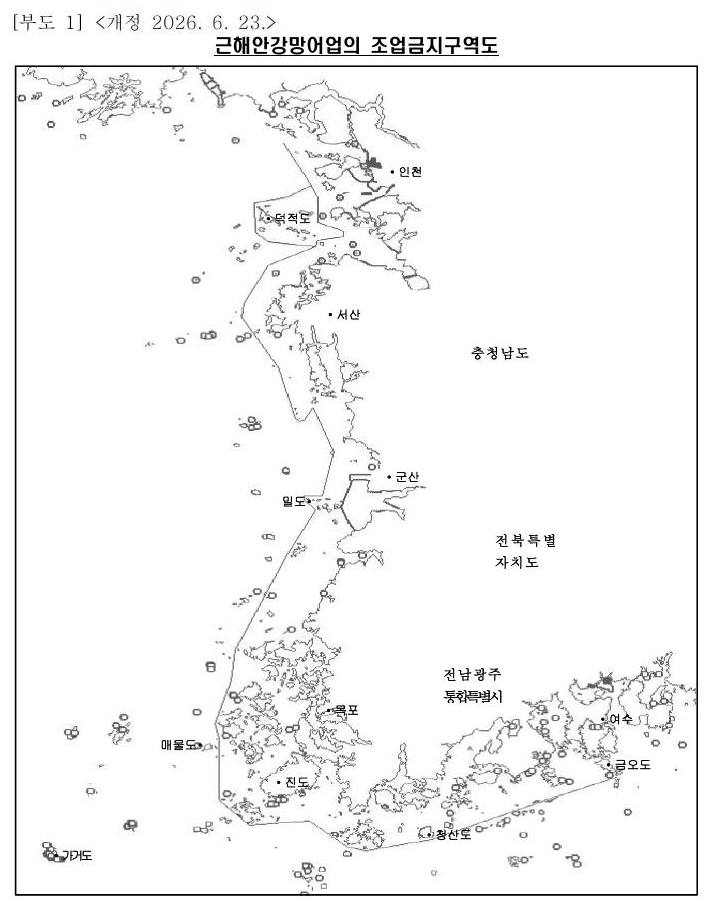 [부도 1] <개정 2026. 6. 23.>
근해안강망어업의 조업금지구역도
인천
덕적도
서산
충청남도
군산
밀도
전북특별
자치도
전남광주
통합특별시
목포
여수
매물도
금오도
진도
청산도
가거도